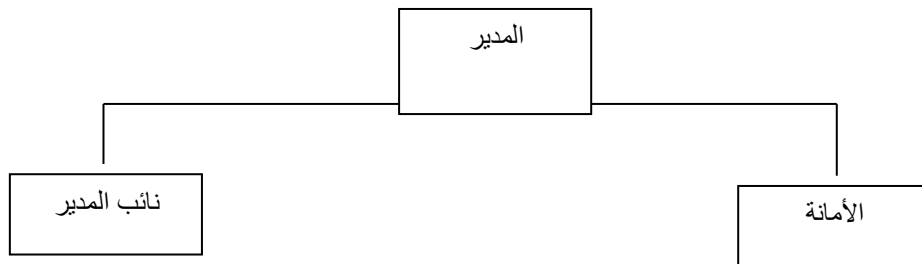 المدير
الأمانة
نائب المدير